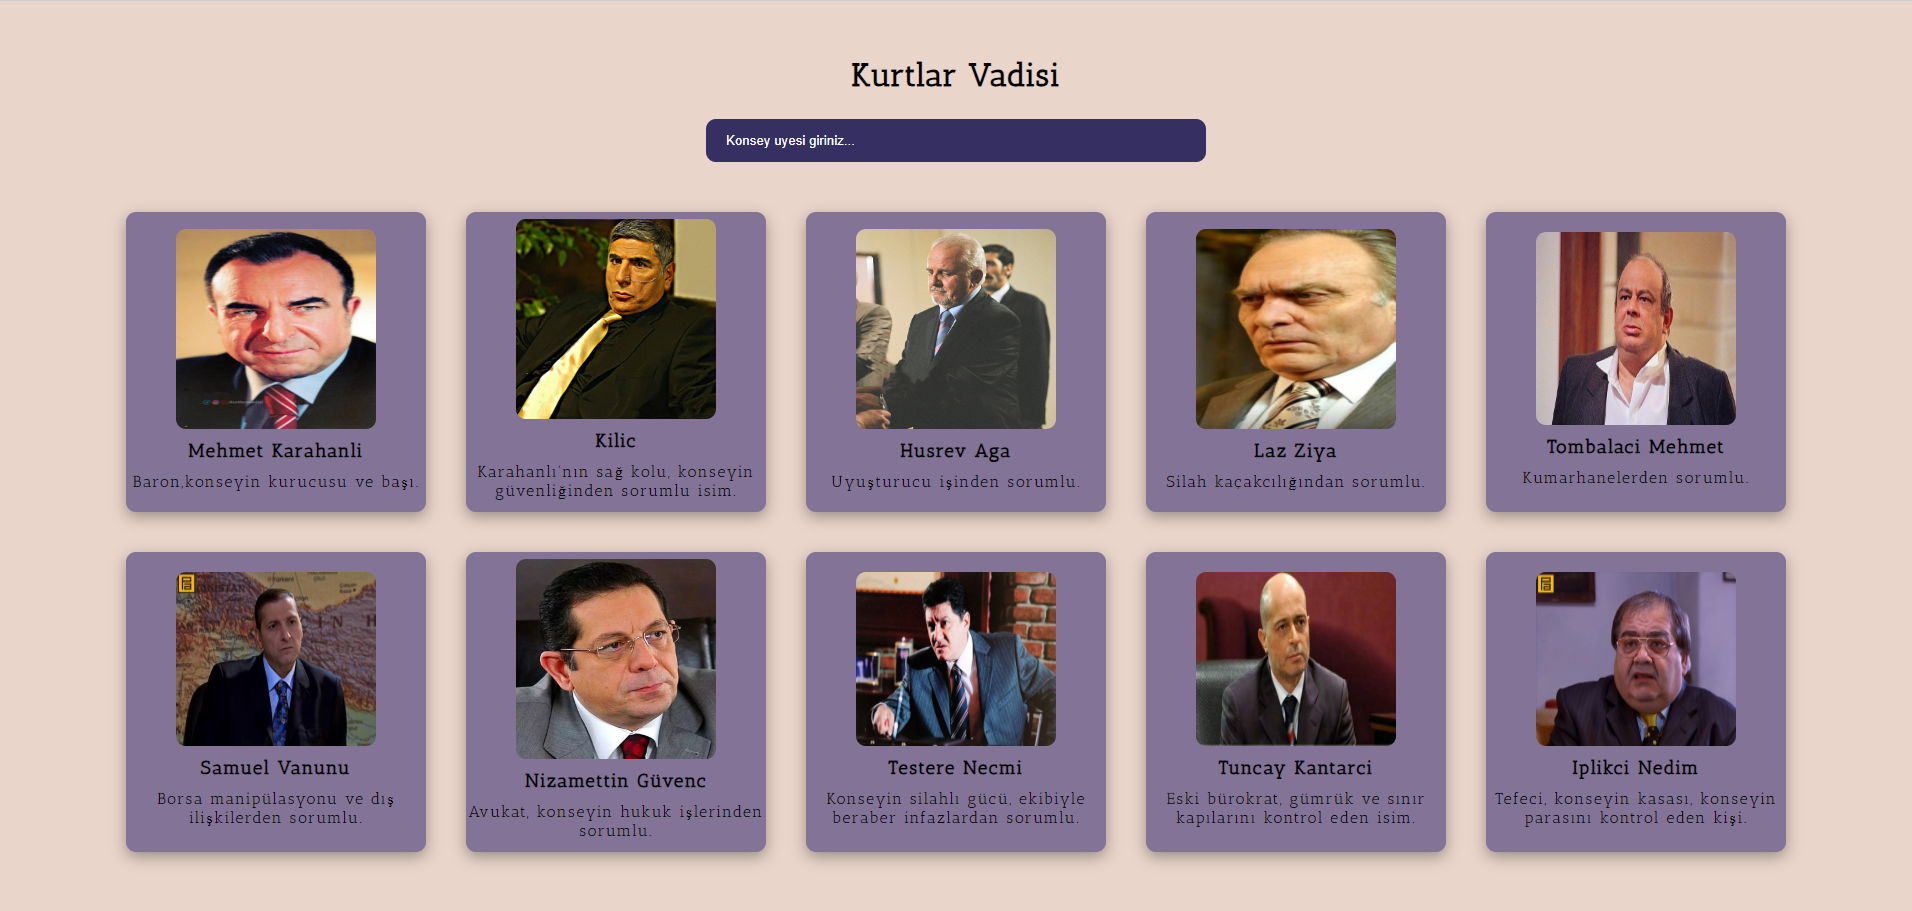 Kurtlar Vadisi
Konsey uyesi giriniz...
Mehmet Karahanli
Baron,konseyin kurucusu ve başı.
Kilic
Karahanlı'nın sağ kolu, konseyin
güvenliğinden sorumlu isim.
Husrev Aga
Uyuşturucu işinden sorumlu.
Laz Ziya
Silah kaçakcılığından sorumlu.
Tombalaci Mehmet
Kumarhanelerden sorumlu.
Samuel Vanunu
Borsa manipülasyonu ve dış
ilişkilerden sorumlu.
Nizamettin Güvenc
Avukat, konseyin hukuk işlerinden
sorumlu.
Testere Necmi
Konseyin silahlı gücü, ekibiyle
beraber infazlardan sorumlu.
Tuncay Kantarci
Eski bürokrat, gümrük ve sınır
kapılarını kontrol eden isim.
Iplikci Nedim
Tefeci, konseyin kasası, konseyin
parasını kontrol eden kişi.